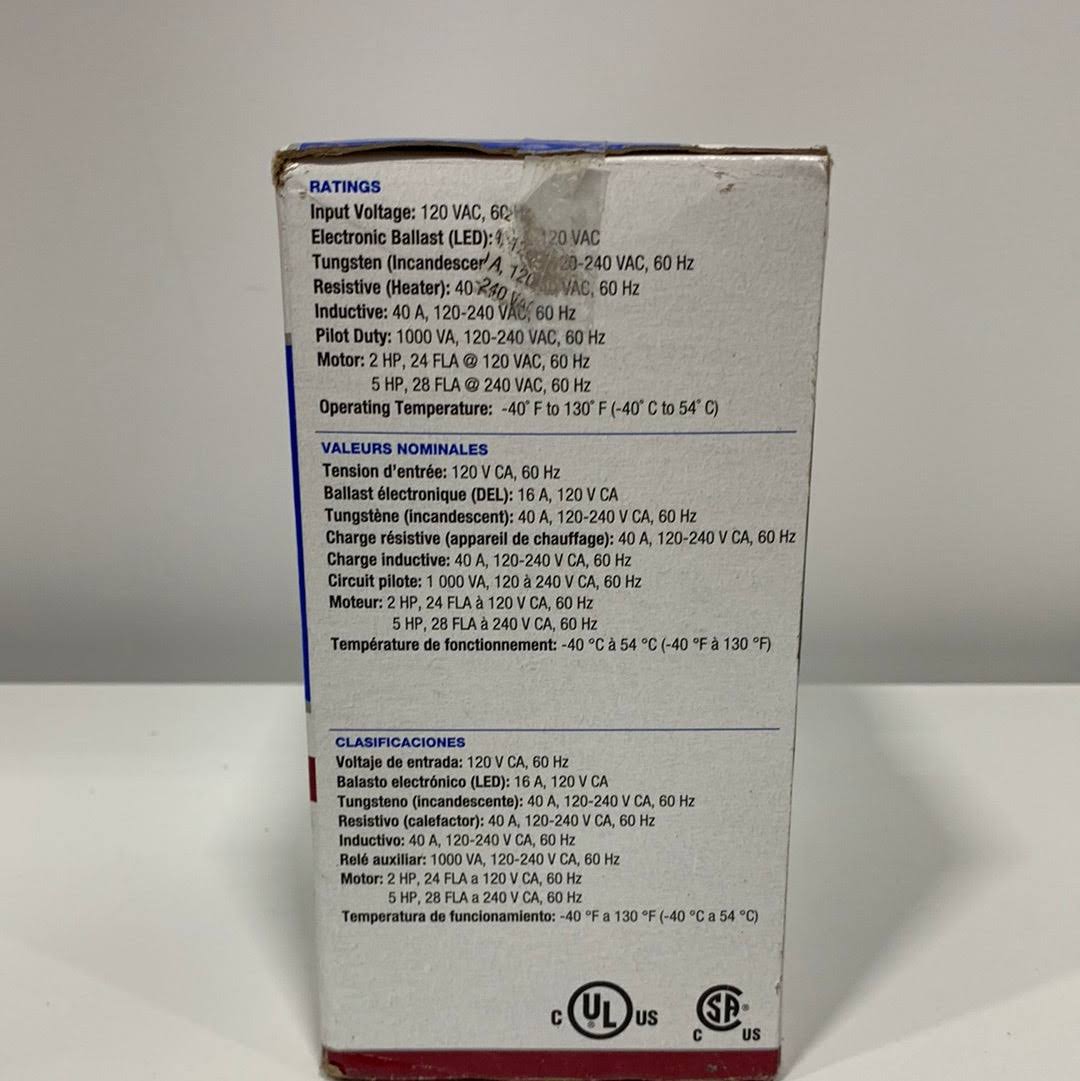 RATINGS
Input Voltage: 120 VAC, 60
Electronic Ballast (LED): 120 VAC
Tungsten (Incandescen A, 120 20-240 VAC, 60 Hz
Resistive (Heater): 40 240 VAC VAC, 60 Hz
Inductive: 40 A, 120-240 VAC, 60 Hz
Pilot Duty: 1000 VA, 120-240 VAC, 60 Hz
Motor: 2 HP, 24 FLA @ 120 VAC, 60 Hz
5 HP, 28 FLA @ 240 VAC, 60 Hz
Operating Temperature: -40° F to 130° F (-40° C to 54° C)
VALEURS NOMINALES
Tension d'entrée: 120 V CA, 60 Hz
Ballast électronique (DEL): 16 A, 120 V CA
Tungstène (incandescent): 40 A, 120-240 V CA, 60 Hz
Charge résistive (appareil de chauffage): 40 A, 120-240 V CA, 60 Hz
Charge inductive: 40 A, 120-240 V CA, 60 Hz
Circuit pilote: 1 000 VA, 120 à 240 V CA, 60 Hz
Moteur: 2 HP, 24 FLA à 120 V CA, 60 Hz
5 HP, 28 FLA à 240 V CA, 60 Hz
Température de fonctionnement: -40 °C à 54 °C (-40 °F à 130 °F)
CLASIFICACIONES
Voltaje de entrada: 120 V CA, 60 Hz
Balasto electrónico (LED): 16 A, 120 V CA
Tungsteno (incandescente): 40 A, 120-240 V CA, 60 Hz
Resistivo (calefactor): 40 A, 120-240 V CA, 60 Hz
Inductivo: 40 A, 120-240 V CA, 60 Hz
Relé auxiliar: 1000 VA, 120-240 V CA, 60 Hz
Motor: 2 HP, 24 FLA a 120 V CA, 60 Hz
5 HP, 28 FLA a 240 V CA, 60 Hz
Temperatura de funcionamiento: -40 °F a 130 °F (-40 °C a 54 °C)
C UL® US
SA®
C US